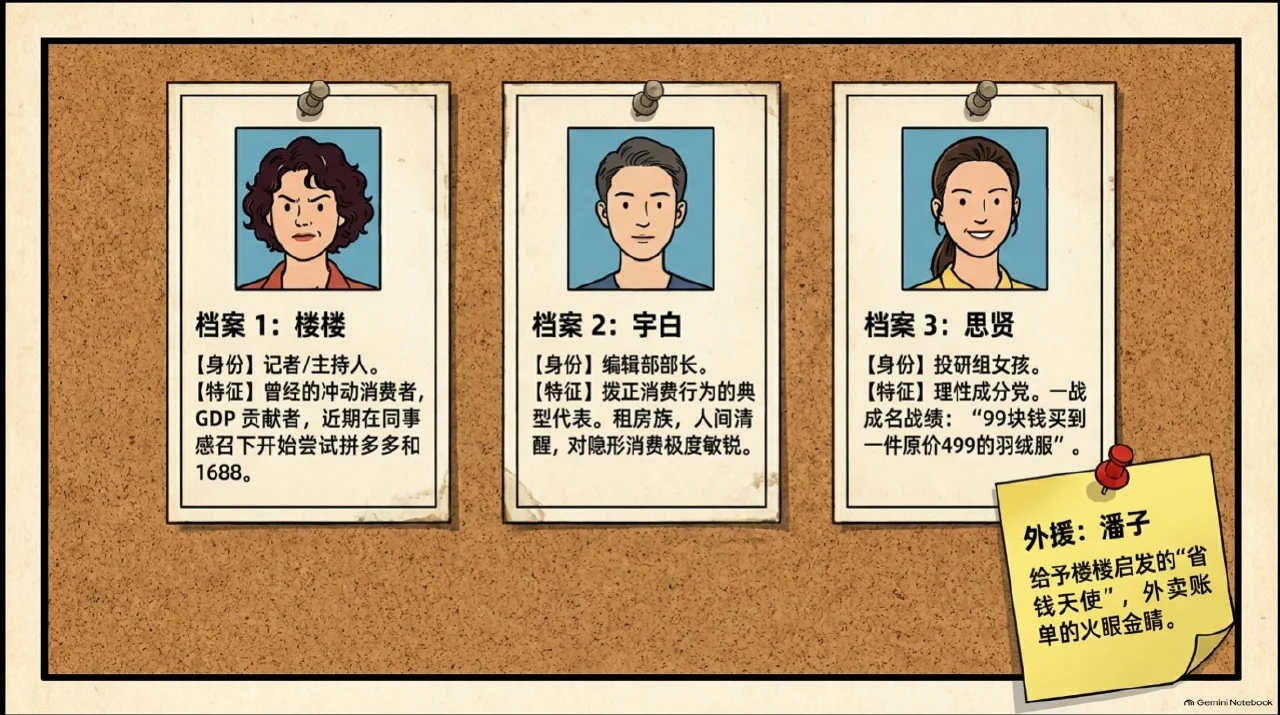 档案 1：楼楼
【身份】记者/主持人。
【特征】曾经的冲动消费者，
GDP 贡献者，近期在同事
感召下开始尝试拼多多和
1688。
档案 2：宇白
【身份】编辑部部长。
【特征】拨正消费行为的典
型代表。租房族，人间清
醒，对隐形消费极度敏锐。
档案 3：思贤
【身份】投研组女孩。
【特征】理性成分党。一战
成名战绩：“99块钱买到
一件原价499的羽绒服”。
外援：潘子
给予楼楼启发的“省
钱天使”，外卖账
单的火眼金睛。
Gemini Notebook